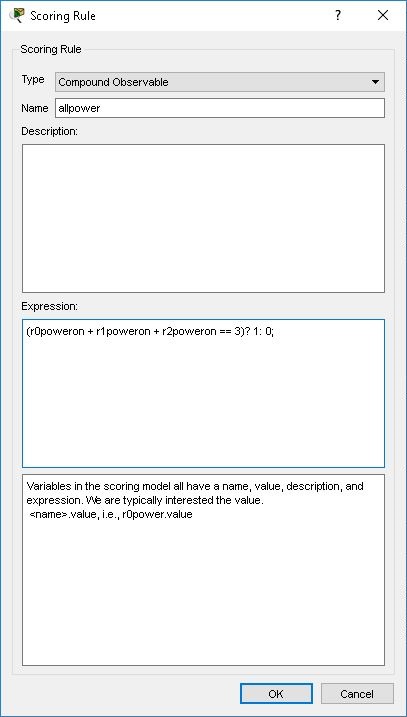 Scoring Rule
?
Scoring Rule
Type Compound Observable
Name allpower
Description:
Expression:
(r0poweron + r1poweron + r2poweron == 3)? 1: 0;
Variables in the scoring model all have a name, value, description, and
expression. We are typically interested the value.
<name>.value, i.e., r0power.value
OK Cancel